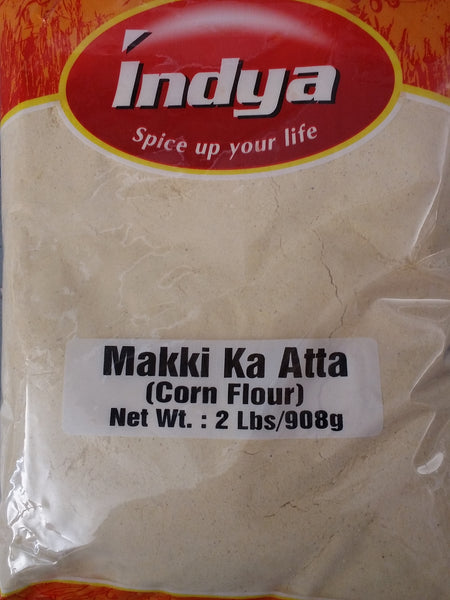 Indya
Spice up your life
Makki Ka Atta
(Corn Flour)
Net Wt. : 2 Lbs/908g